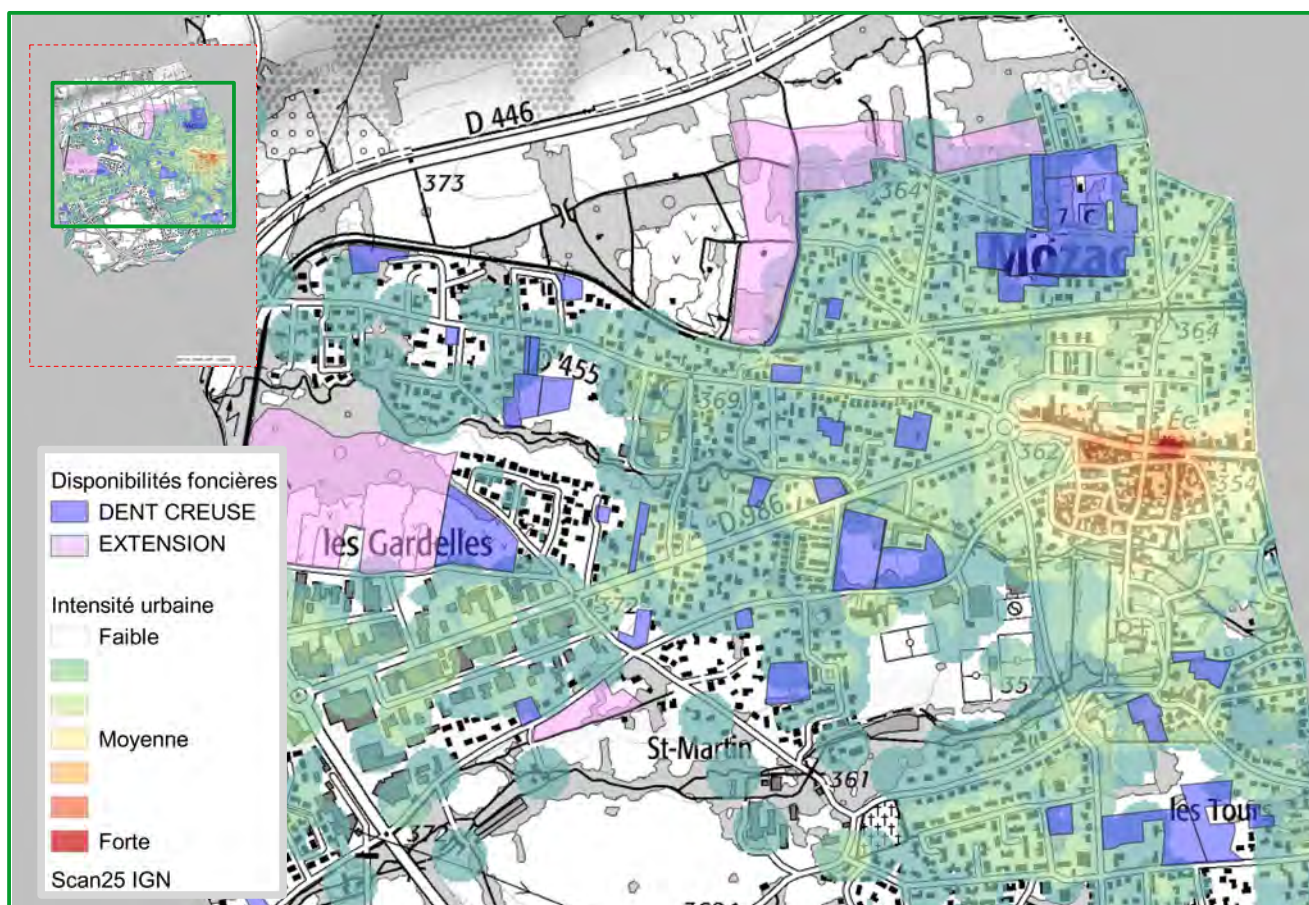 D 446
373
364
Mozac
364
D 455
369
Éc.
362
354
D 986
Disponibilités foncières
DENT CREUSE
EXTENSION
les Gardelles
Intensité urbaine
372
Faible
357
Moyenne
St-Martin
361
les Tours
372
Forte
Scan25 IGN